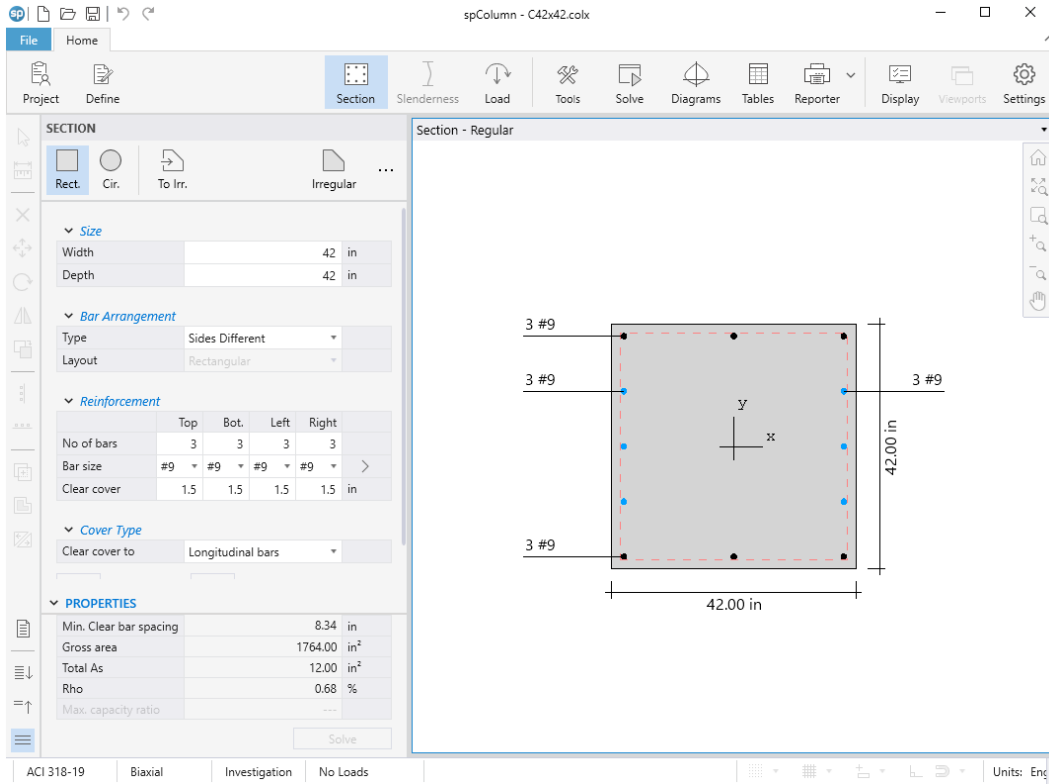 sp
spColumn - C42x42.colx
File Home
Project Define Section Slenderness Load Tools Solve Diagrams Tables Reporter Display Viewports Settings
SECTION
Rect. Cir. To Irr. Irregular ...
Size
Width 42 in
Depth 42 in
Bar Arrangement
Type Sides Different
Layout Rectangular
Reinforcement
Top Bot. Left Right
No of bars 3 3 3 3
Bar size #9 #9 #9 #9
Clear cover 1.5 1.5 1.5 1.5 in
Cover Type
Clear cover to Longitudinal bars
PROPERTIES
Min. Clear bar spacing 8.34 in
Gross area 1764.00 in²
Total As 12.00 in²
Rho 0.68 %
Max. capacity ratio ---
Solve
Section - Regular
3 #9
3 #9
3 #9
y
x
42.00 in
3 #9
42.00 in
ACI 318-19 Biaxial Investigation No Loads Units: Eng